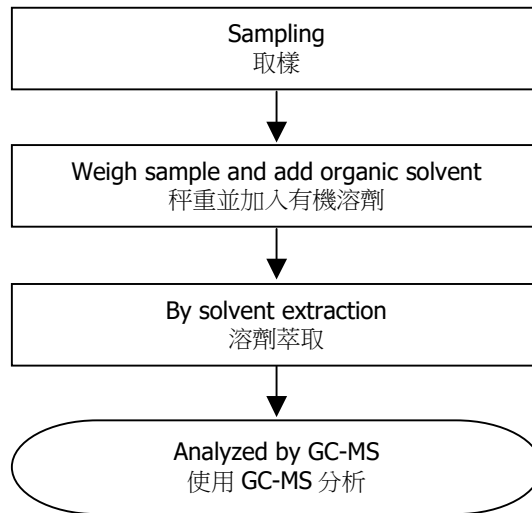 Sampling
取樣
Weigh sample and add organic solvent
秤重並加入有機溶劑
By solvent extraction
溶劑萃取
Analyzed by GC-MS
使用 GC-MS 分析